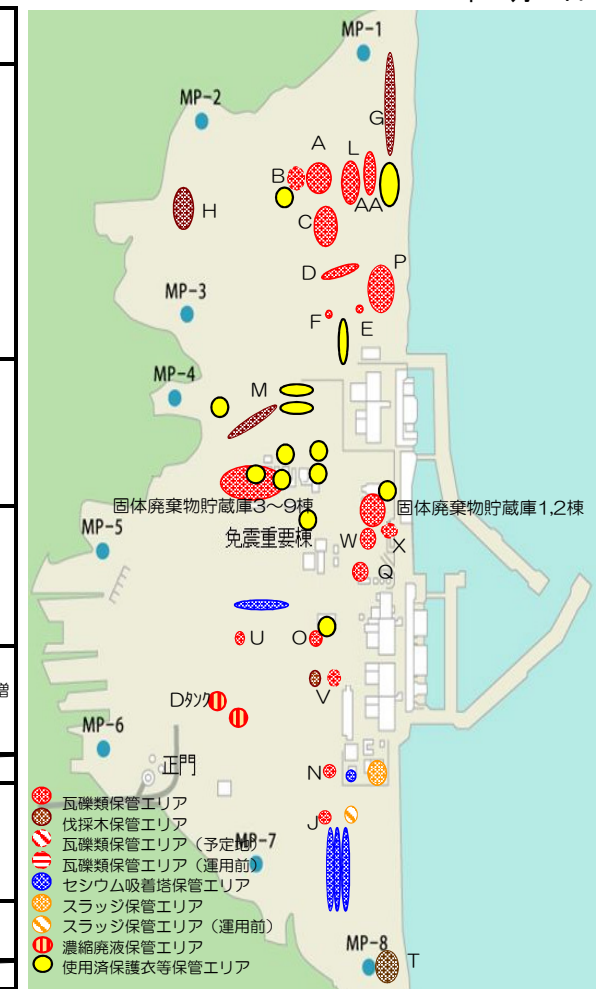 MP-1
MP-2
G
A
L
B
AA
H
C
D
P
MP-3
F
E
MP-4
M
固体廃棄物貯蔵庫3～9棟
固体廃棄物貯蔵庫1,2棟
免震重要棟
MP-5
W
X
Q
U
O
V
Dタンク
増
MP-6
正門
N
瓦礫類保管エリア
伐採木保管エリア
J
瓦礫類保管エリア（予定地）
MP-7
瓦礫類保管エリア（運用前）
セシウム吸着塔保管エリア
スラッジ保管エリア
スラッジ保管エリア（運用前）
濃縮廃液保管エリア
MP-8
使用済保護衣等保管エリア
T